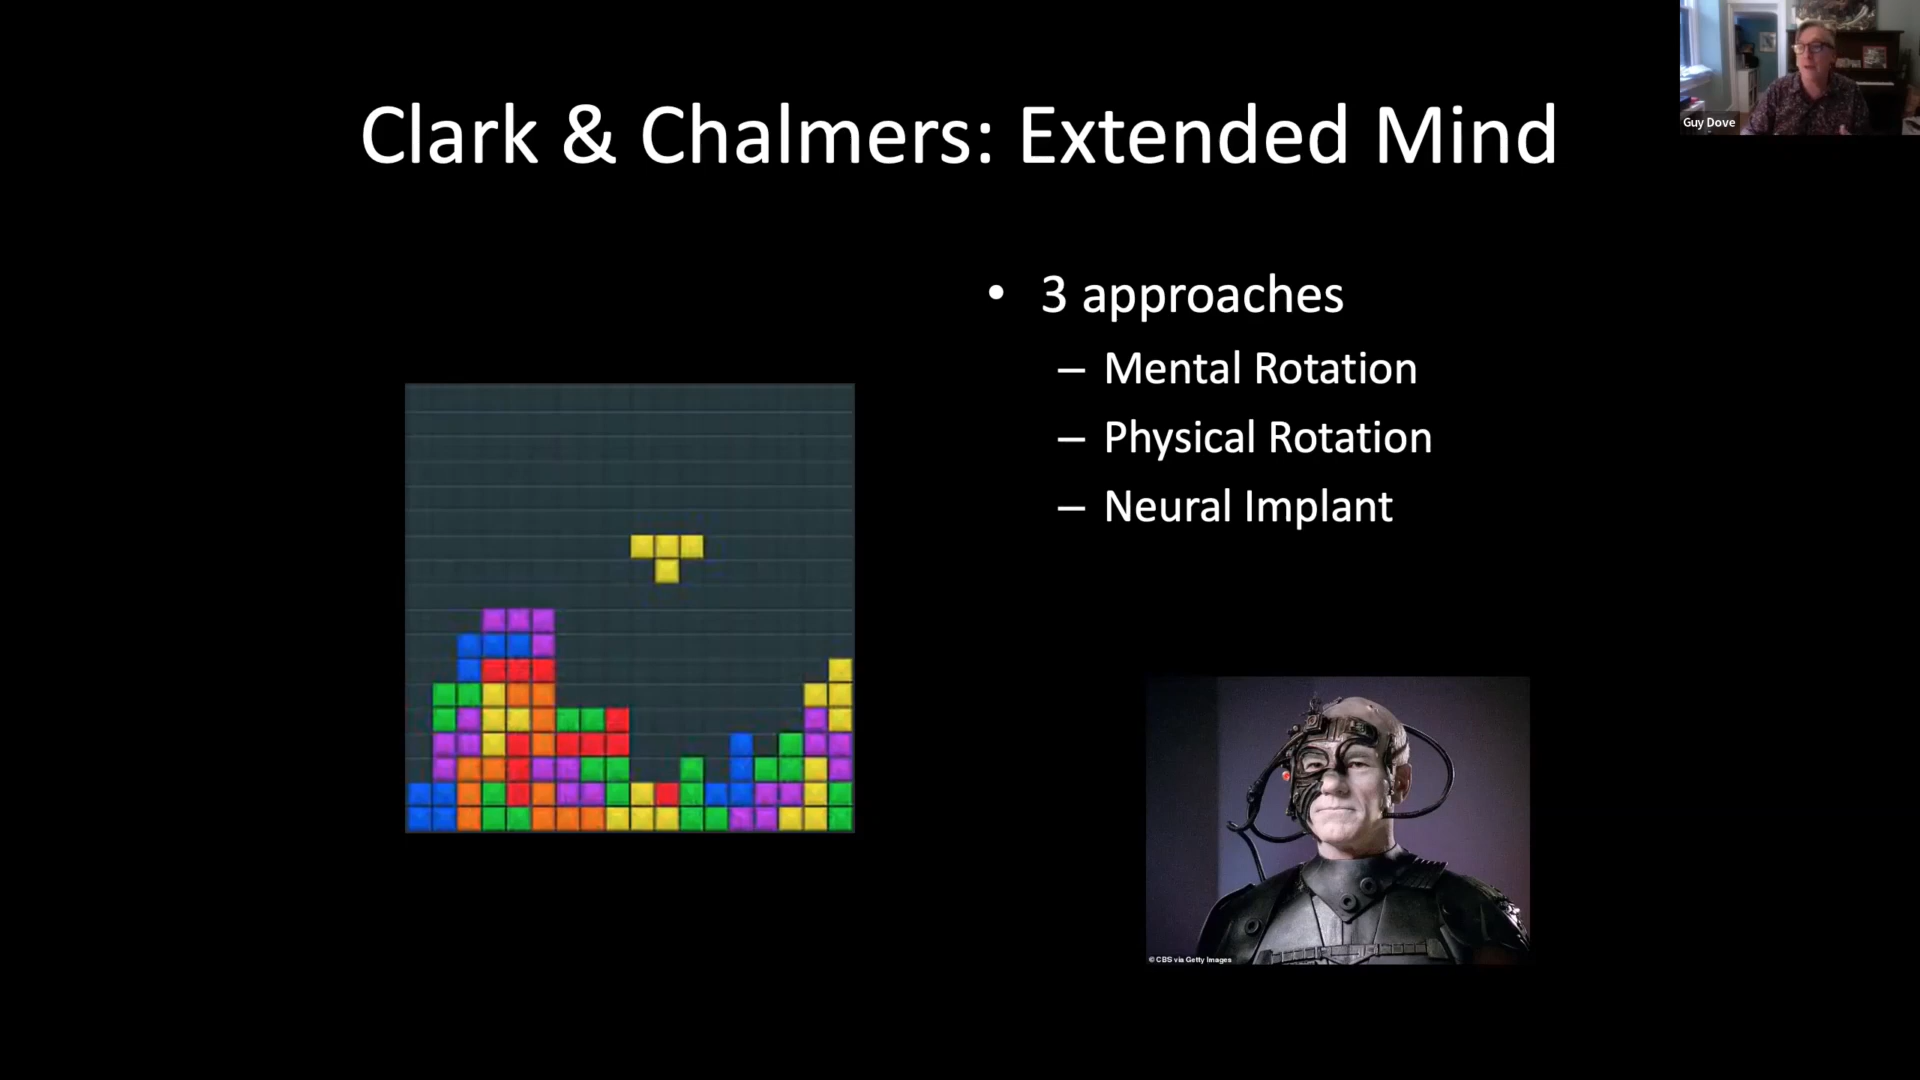 Clark & Chalmers: Extended Mind
Guy Dove
• 3 approaches
– Mental Rotation
– Physical Rotation
– Neural Implant
© CBS via Getty Images